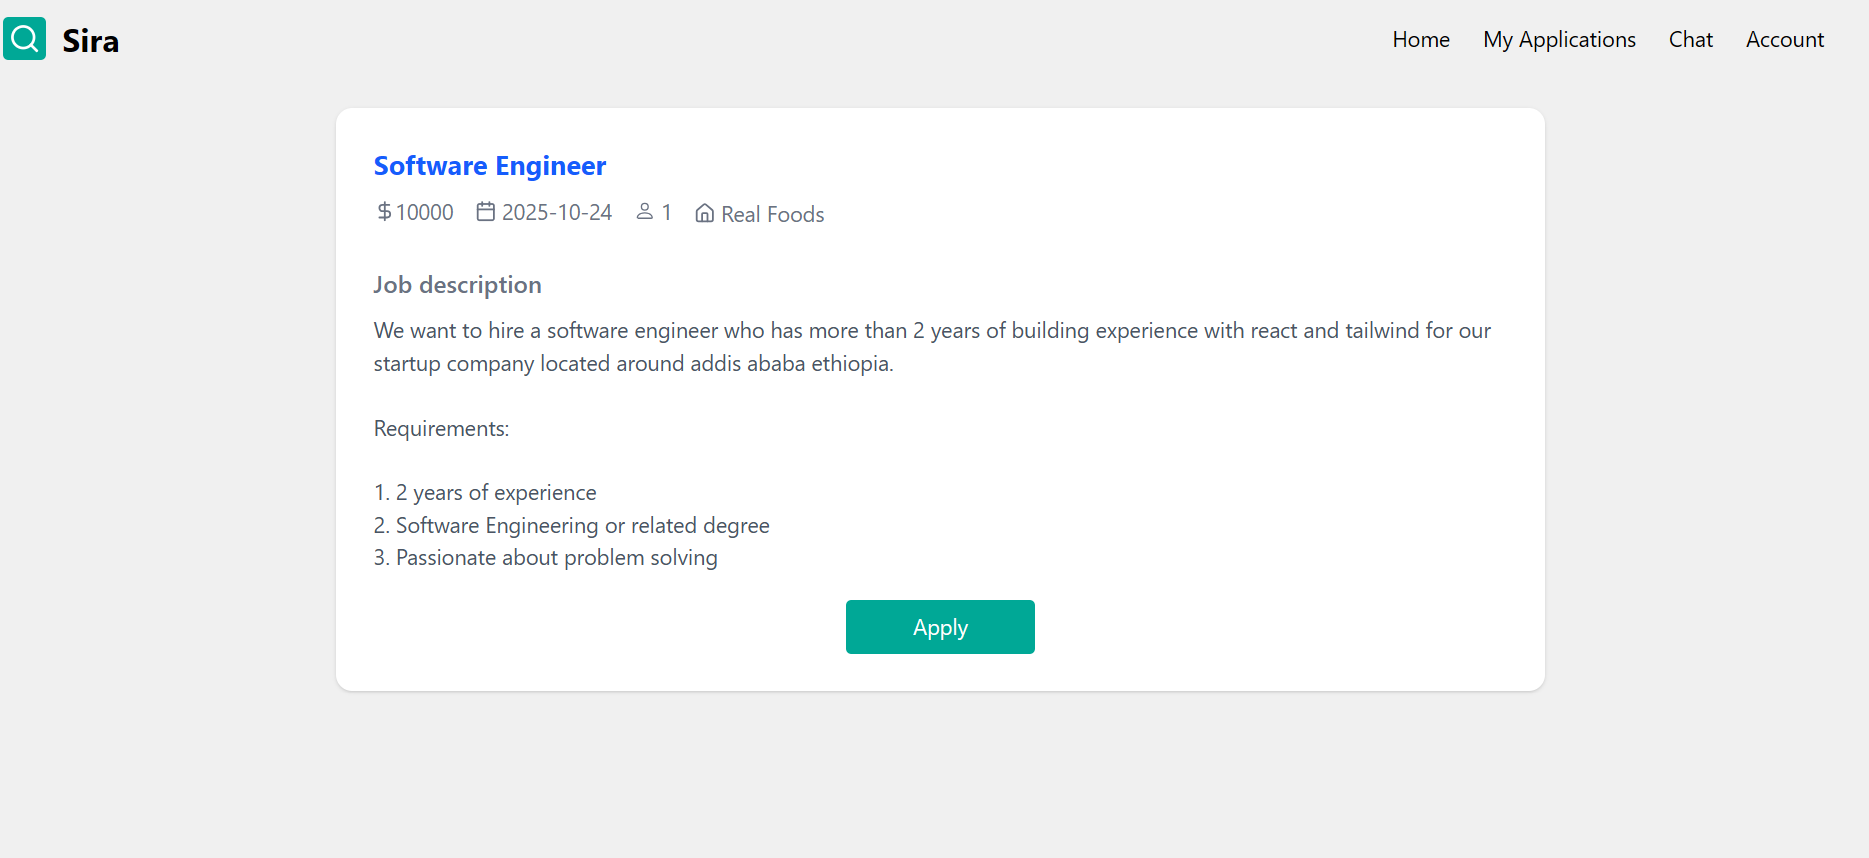 Sira
Home My Applications Chat Account
Software Engineer
$10000 2025-10-24 1 Real Foods
Job description
We want to hire a software engineer who has more than 2 years of building experience with react and tailwind for our
startup company located around addis ababa ethiopia.
Requirements:
1. 2 years of experience
2. Software Engineering or related degree
3. Passionate about problem solving
Apply